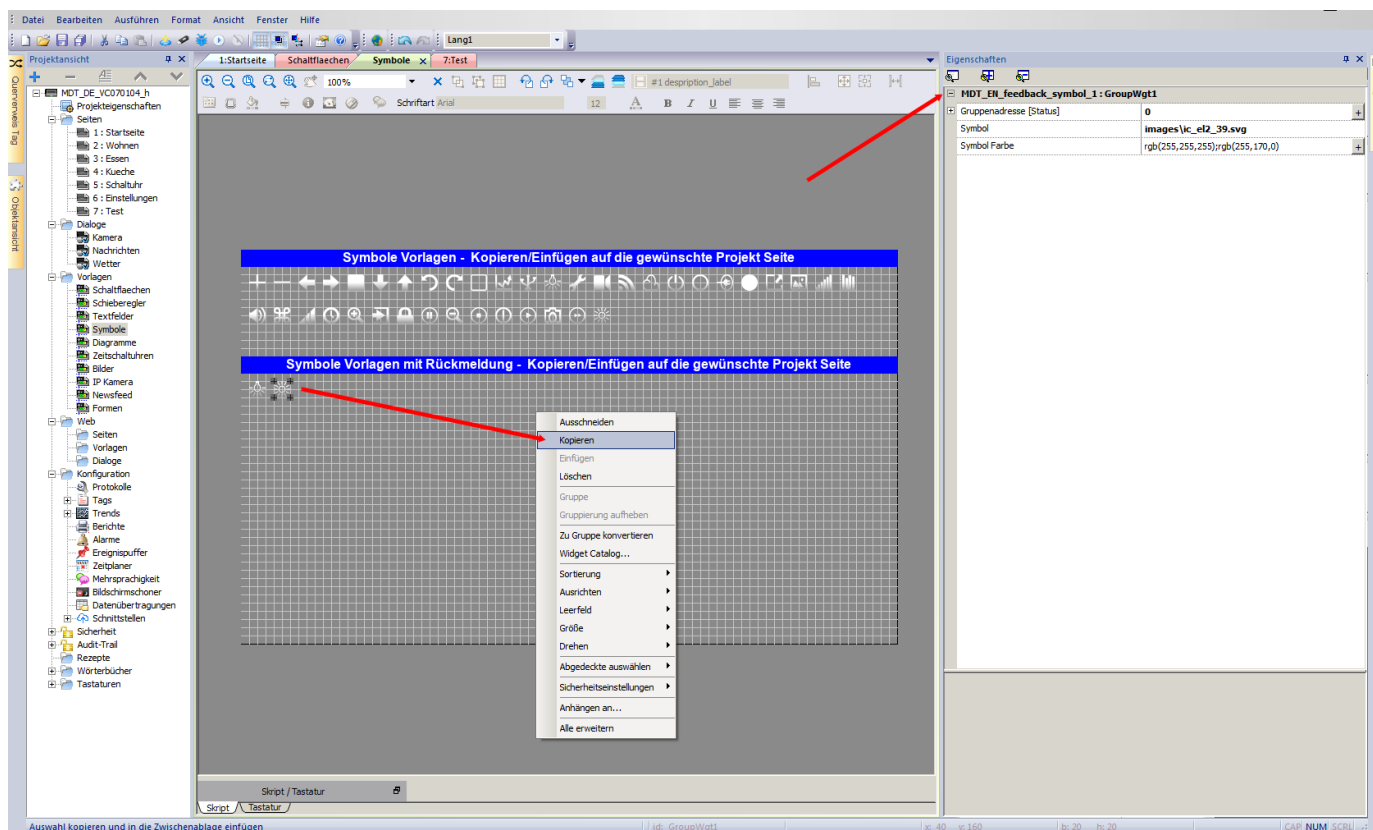 Datei Bearbeiten Ausführen Format Ansicht Fenster Hilfe
Lang1
Projektansicht
1:Startseite Schaltflaechen Symbole 7:Test
Eigenschaften
100%
#1 despription_label
Schriftart Arial 12 A B I U
Querverweis Tag
Objektansicht
MDT_DE_VC070104_h
Projekteigenschaften
Seiten
1 : Startseite
2 : Wohnen
3 : Essen
4 : Kueche
5 : Schaltuhr
6 : Einstellungen
7 : Test
Dialoge
Kamera
Nachrichten
Wetter
Vorlagen
Schaltflaechen
Schieberegler
Textfelder
Symbole
Diagramme
Zeitschaltuhren
Bilder
IP Kamera
Newsfeed
Formen
Web
Seiten
Vorlagen
Dialoge
Konfiguration
Protokolle
Tags
Trends
Berichte
Alarme
Ereignispuffer
Zeitplaner
Mehrsprachigkeit
Bildschirmschoner
Datenübertragungen
Schnittstellen
Sicherheit
Audit-Trail
Rezepte
Wörterbücher
Tastaturen
Symbole Vorlagen - Kopieren/Einfügen auf die gewünschte Projekt Seite
Symbole Vorlagen mit Rückmeldung - Kopieren/Einfügen auf die gewünschte Projekt Seite
Ausschneiden
Kopieren
Einfügen
Löschen
Gruppe
Gruppierung aufheben
Zu Gruppe konvertieren
Widget Catalog...
Sortierung
Ausrichten
Leerfeld
Größe
Drehen
Abgedeckte auswählen
Sicherheitseinstellungen
Anhängen an...
Alle erweitern
MDT_EN_feedback_symbol_1 : GroupWgt1
Gruppenadresse [Status] 0
Symbol images\ic_el2_39.svg
Symbol Farbe rgb(255,255,255);rgb(255,170,0)
Skript / Tastatur
Skript Tastatur
Auswahl kopieren und in die Zwischenablage einfügen id: GroupWgt1 x: 40 y: 160 b: 20 h: 20 CAP NUM SCRL